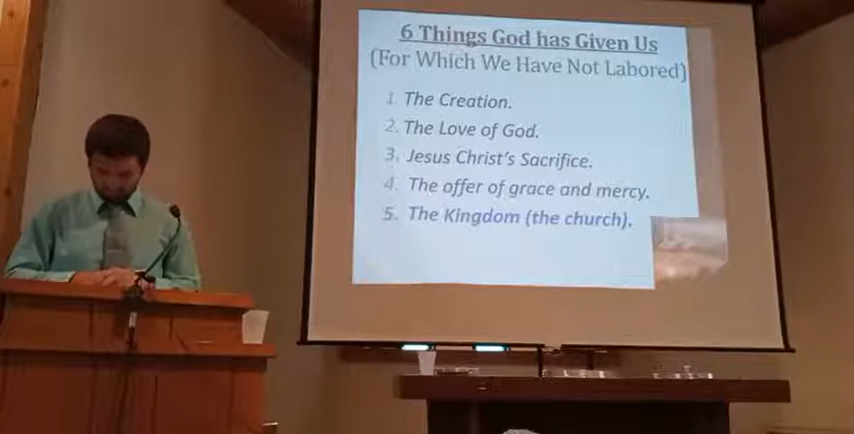 6 Things God has Given Us
(For Which We Have Not Labored)
1. The Creation.
2. The Love of God.
3. Jesus Christ's Sacrifice.
4. The offer of grace and mercy.
5. The Kingdom (the church).